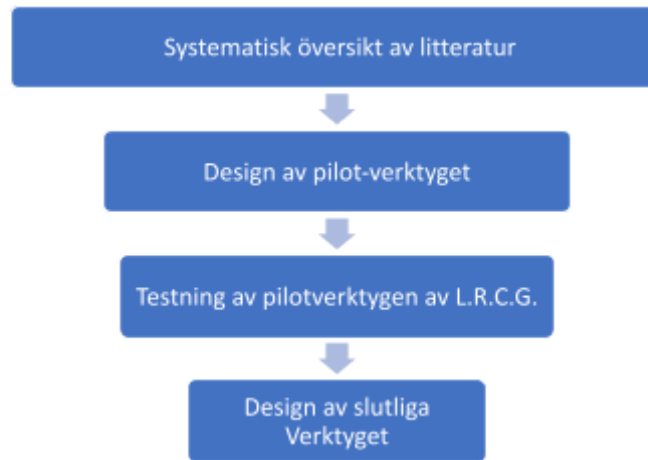 Systematisk översikt av litteratur
Design av pilot-verktyget
Testning av pilotverktygen av L.R.C.G.
Design av slutliga
Verktyget